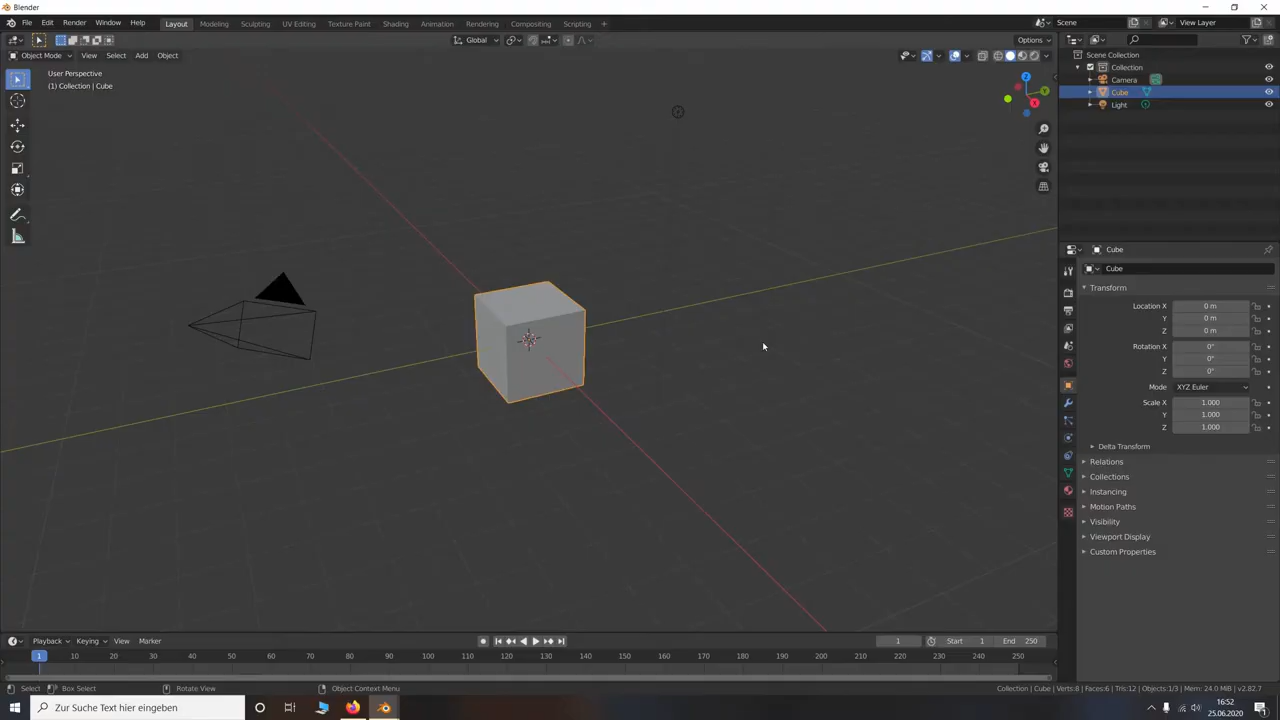 Blender
File Edit Render Window Help Layout Modeling Sculpting UV Editing Texture Paint Shading Animation Rendering Compositing Scripting + Scene View Layer
Global Options
Object Mode View Select Add Object
User Perspective
(1) Collection | Cube
Z
Y
X
Scene Collection
Collection
Camera
Cube
Light
Cube
Cube
Transform
Location X 0 m
Y 0 m
Z 0 m
Rotation X 0°
Y 0°
Z 0°
Mode XYZ Euler
Scale X 1.000
Y 1.000
Z 1.000
Delta Transform
Relations
Collections
Instancing
Motion Paths
Visibility
Viewport Display
Custom Properties
Playback Keying View Marker 1 Start 1 End 250
1 10 20 30 40 50 60 70 80 90 100 110 120 130 140 150 160 170 180 190 200 210 220 230 240 250
Select Box Select Rotate View Object Context Menu Collection | Cube | Verts:8 | Faces:6 | Tris:12 | Objects:1/3 | Mem: 24.0 MiB | v2.82.7
Zur Suche Text hier eingeben
16:52
25.06.2020
1